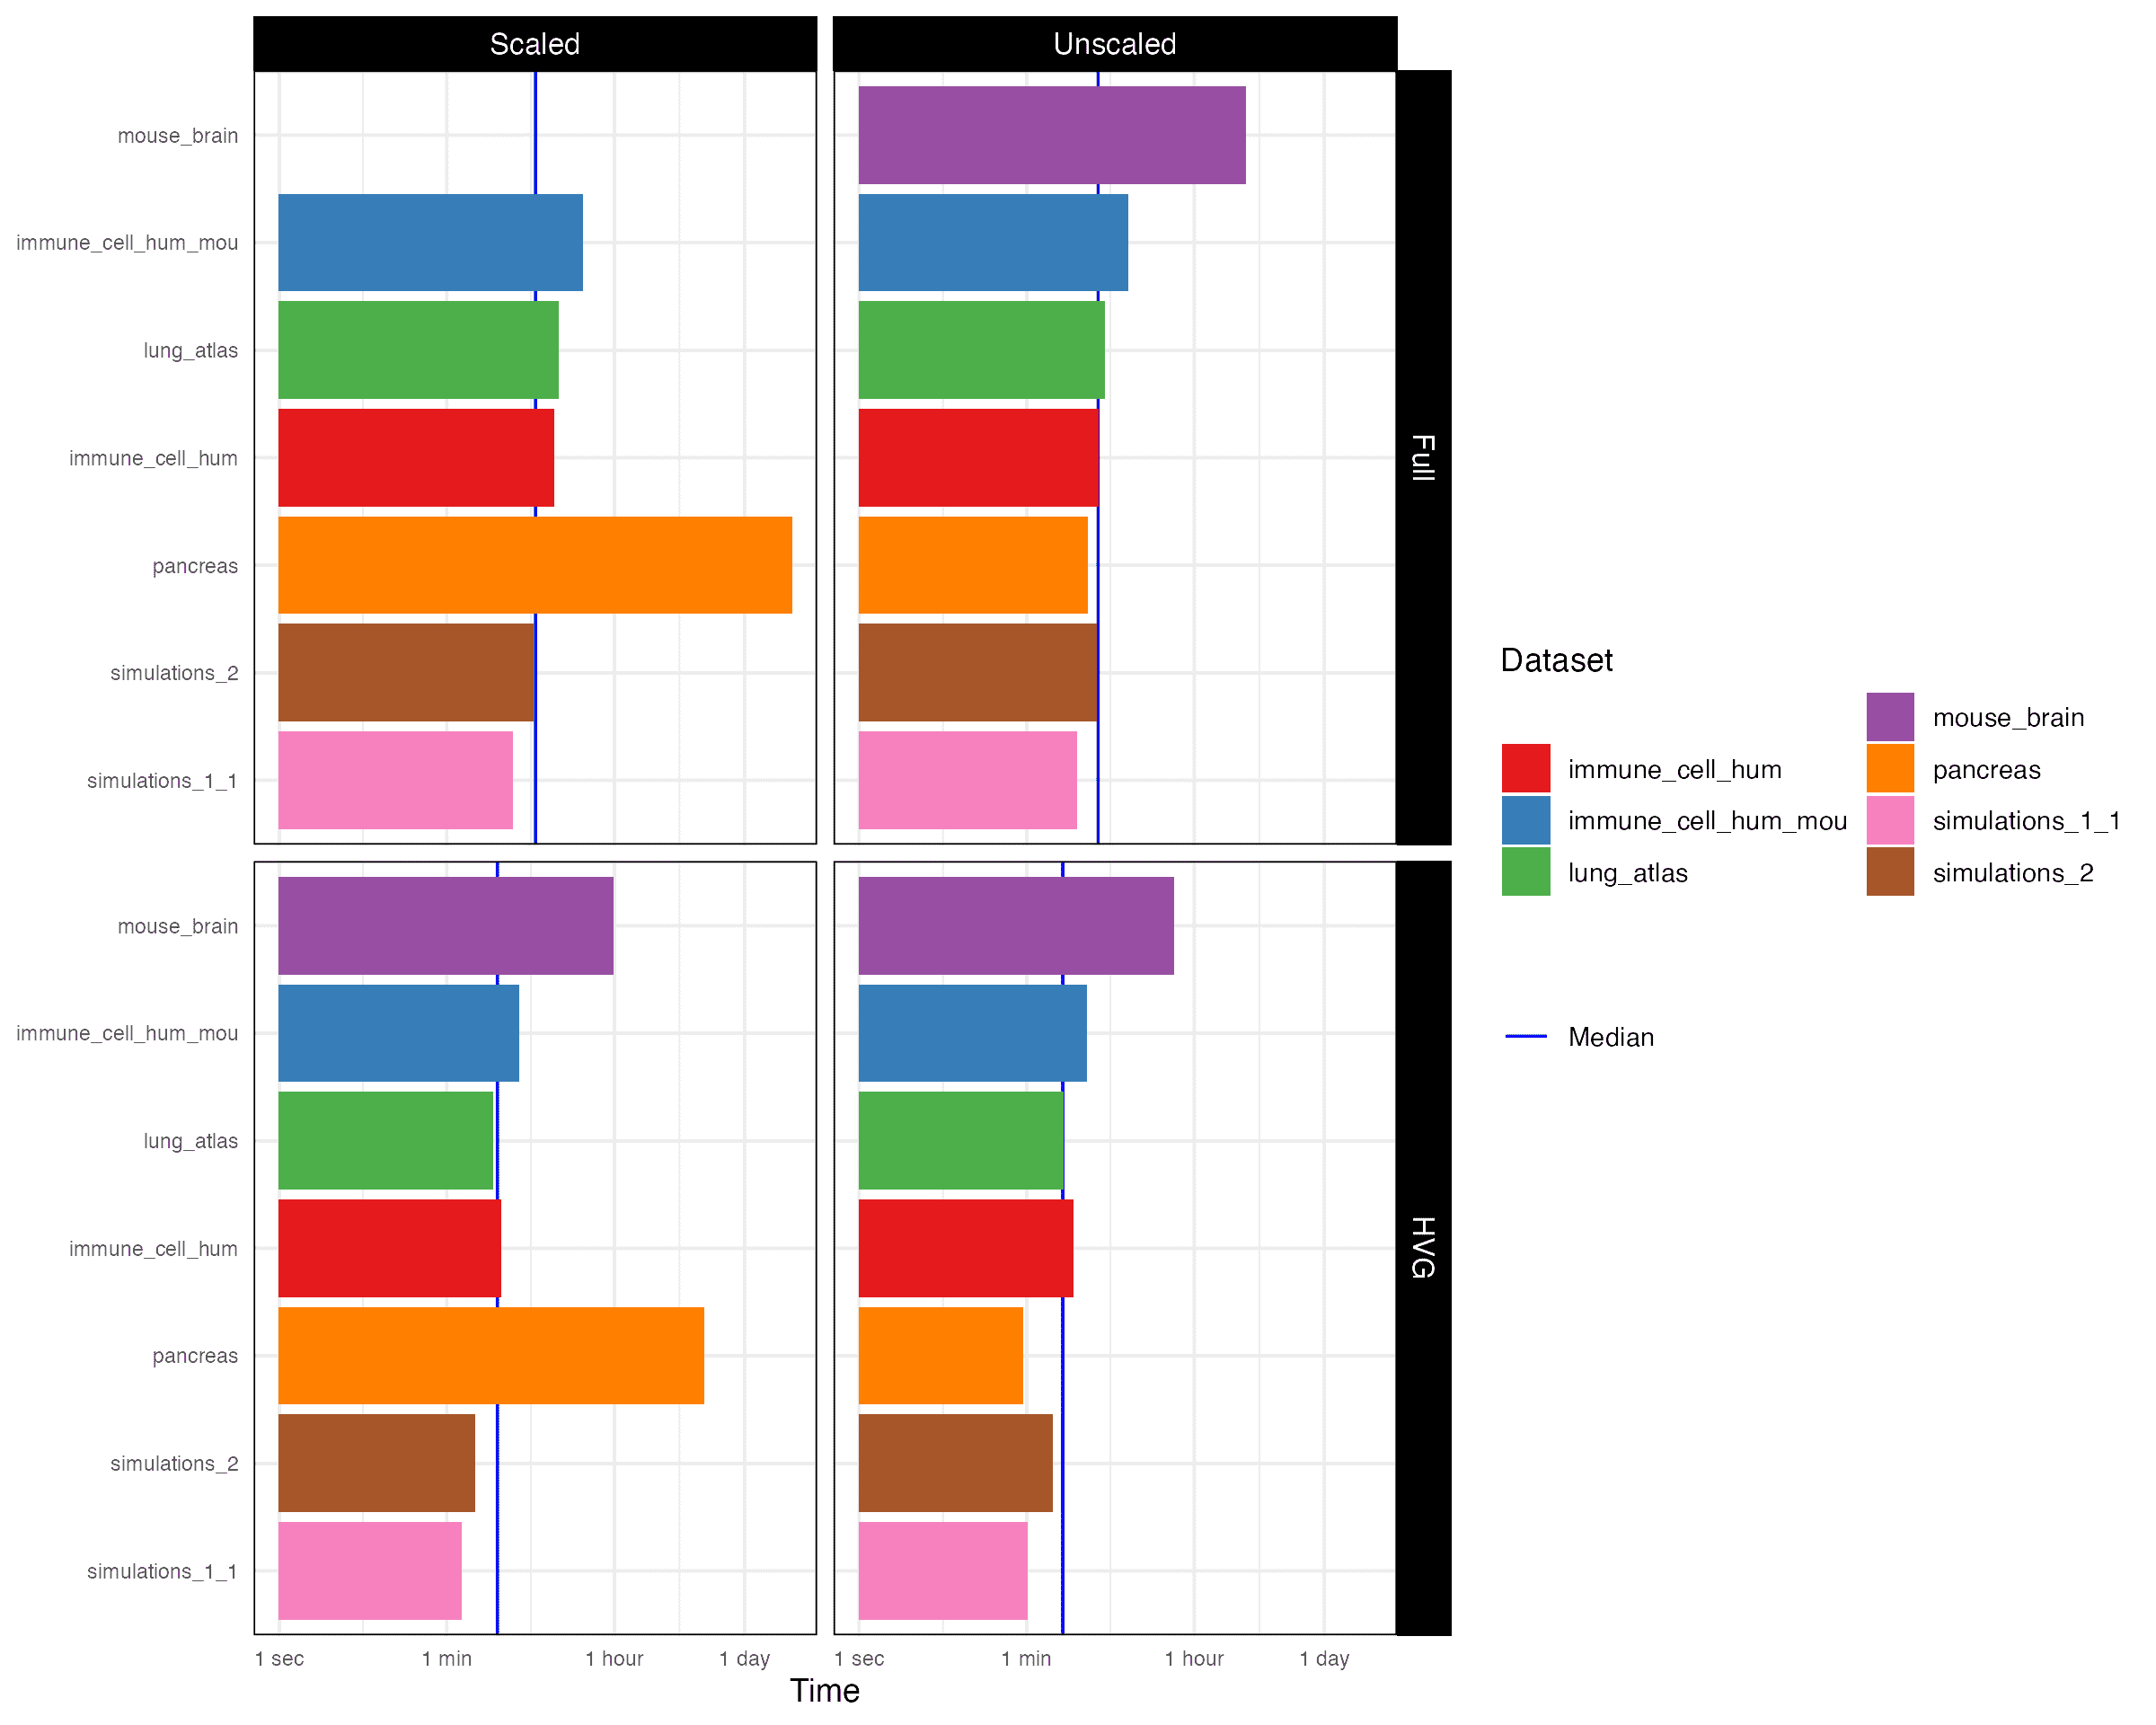 Scaled
Unscaled
mouse_brain
immune_cell_hum_mou
lung_atlas
immune_cell_hum
pancreas
simulations_2
simulations_1_1
Full
mouse_brain
immune_cell_hum_mou
lung_atlas
immune_cell_hum
pancreas
simulations_2
simulations_1_1
HVG
1 sec 1 min 1 hour 1 day 1 sec 1 min 1 hour 1 day
Time
Dataset
immune_cell_hum
immune_cell_hum_mou
lung_atlas
mouse_brain
pancreas
simulations_1_1
simulations_2
Median